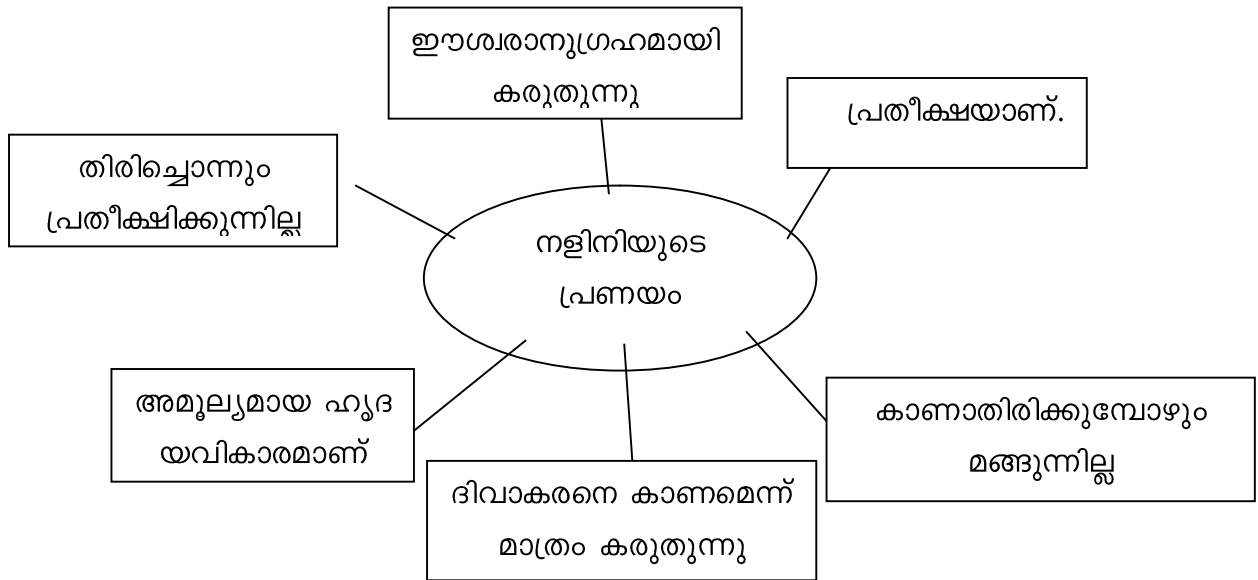 ഈശ്വരാനുഗ്രഹമായി
കരുതുന്നു
പ്രതീക്ഷയാണ്.
തിരിച്ചൊന്നും
പ്രതീക്ഷിക്കുന്നില്ല
നളിനിയുടെ
പ്രണയം
അമൂല്യമായ ഹൃദ
യവികാരമാണ്
കാണാതിരിക്കുമ്പോഴും
മങ്ങുന്നില്ല
ദിവാകരനെ കാണമെന്ന്
മാത്രം കരുതുന്നു